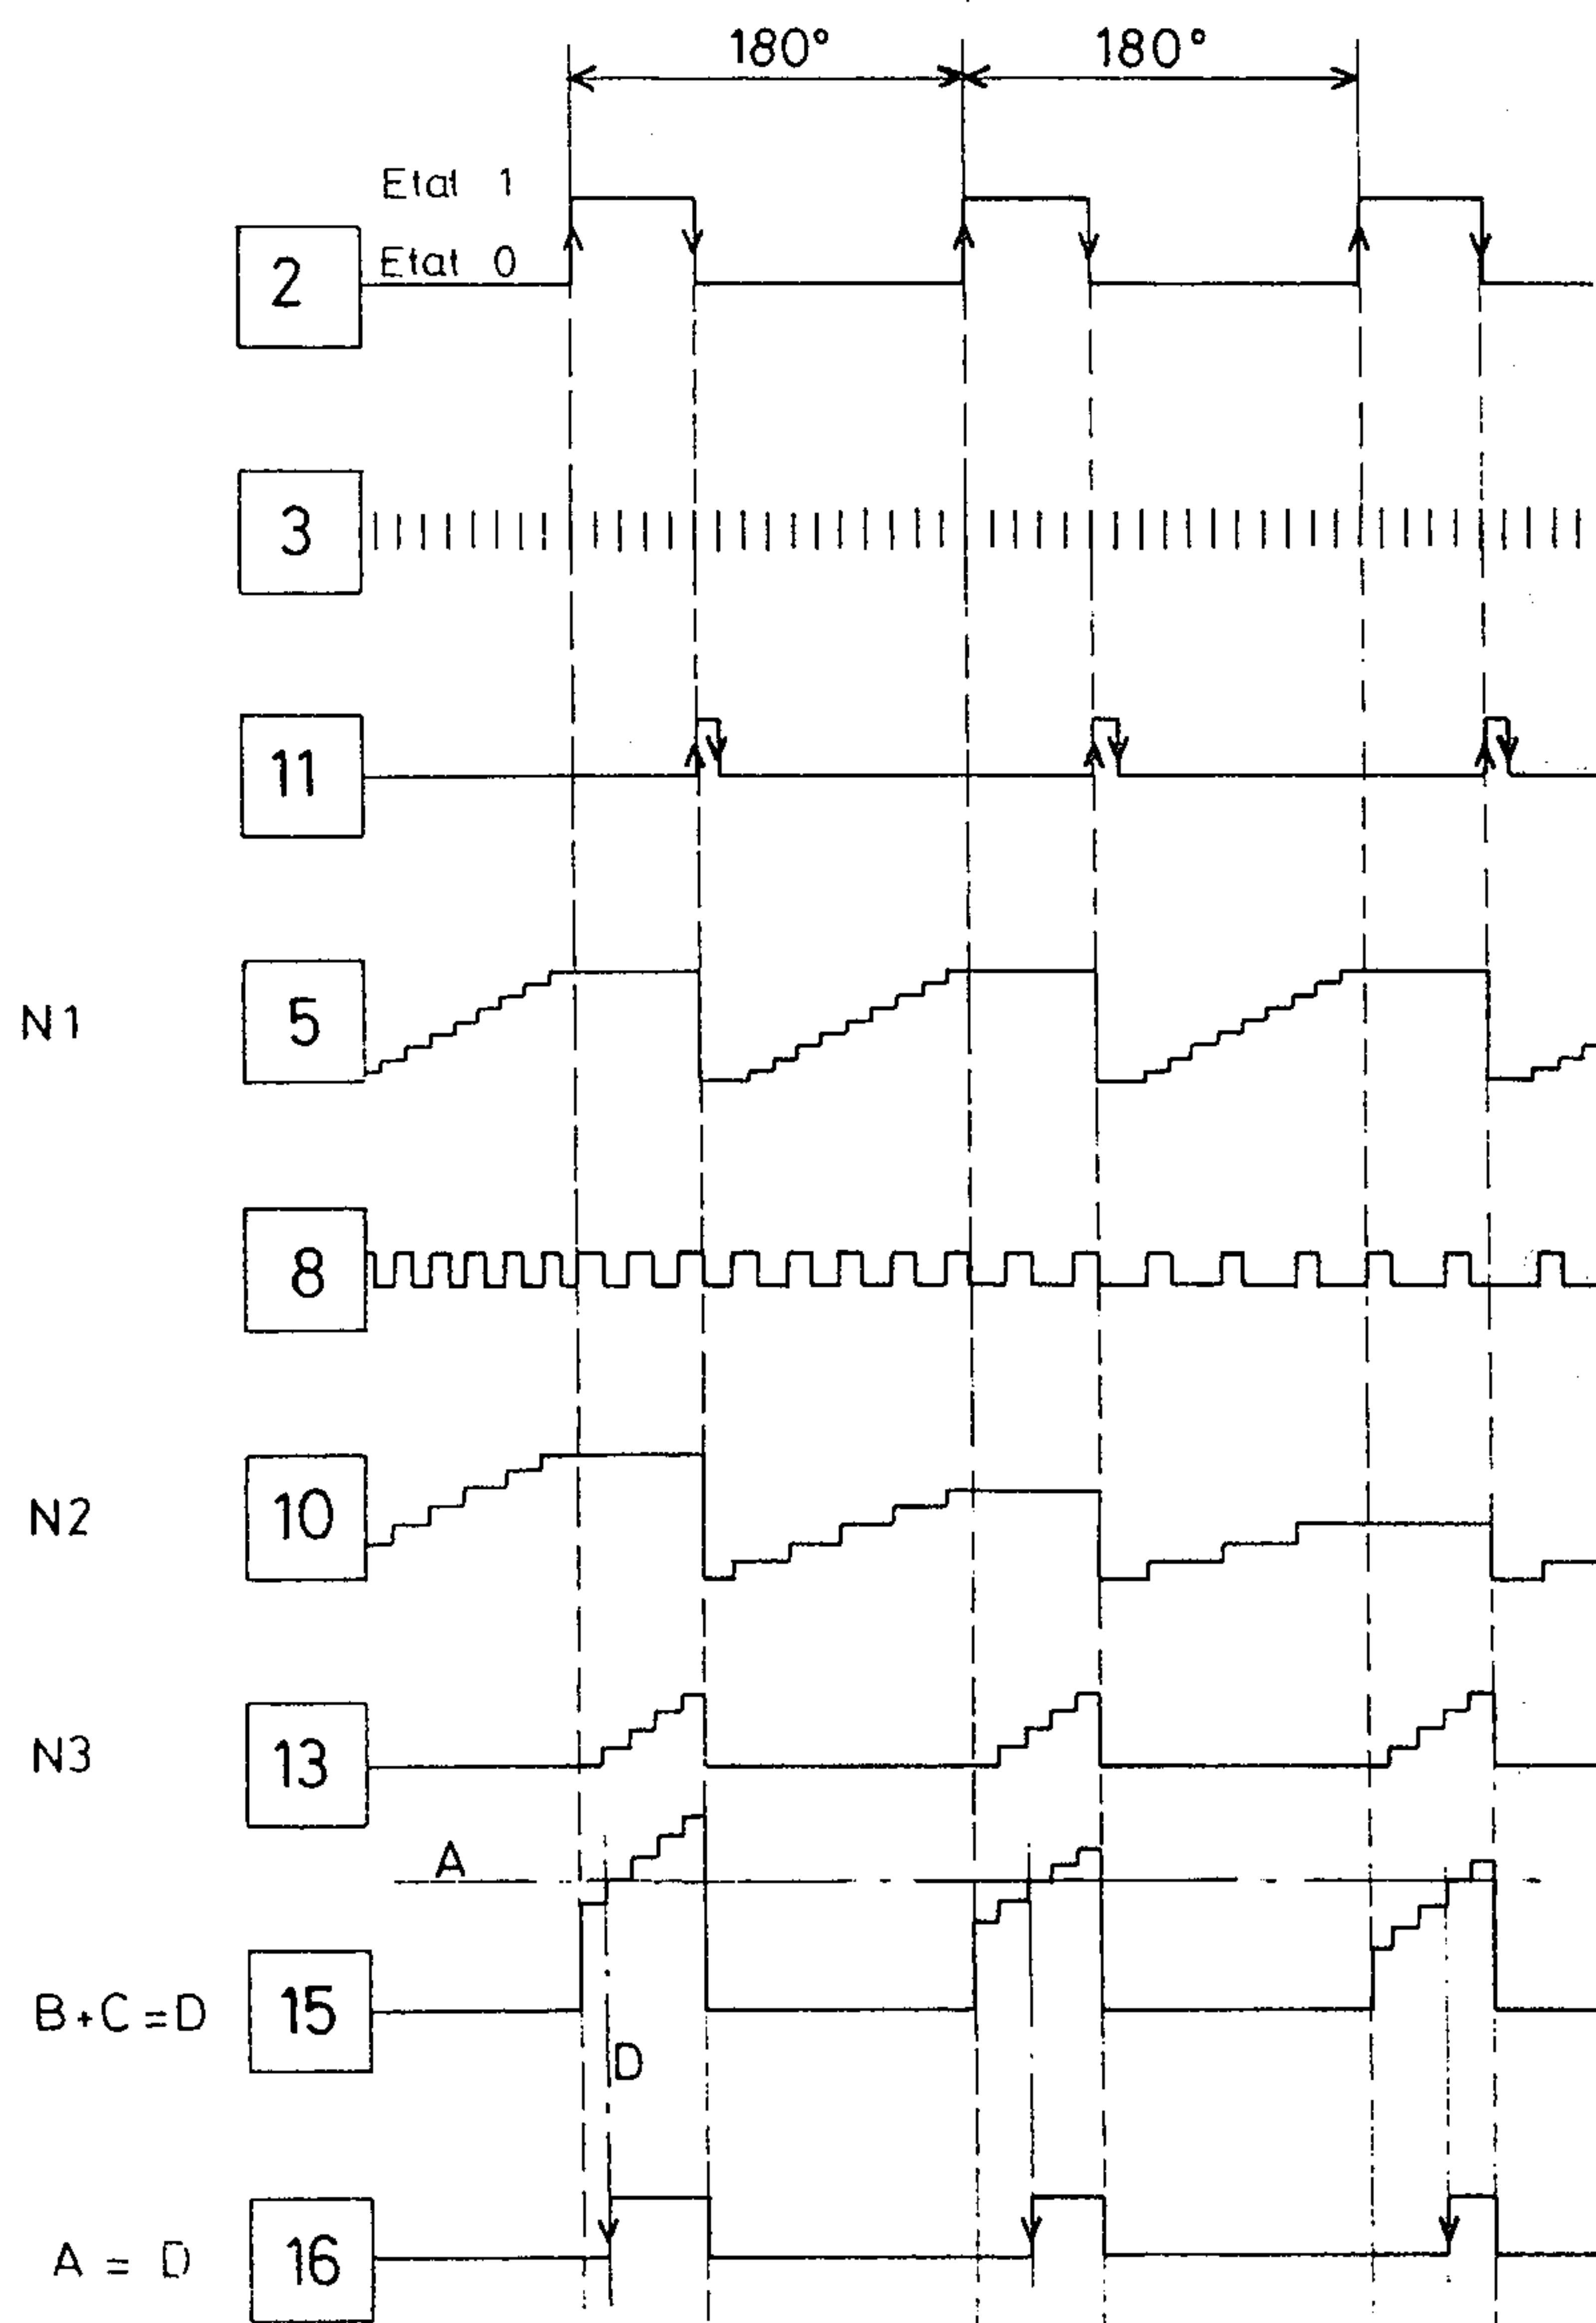 180° 180°
Etat 1
Etat 0
2
3
11
N1 5
8
N2 10
N3 13
A
B+C=D 15
D
A = D 16